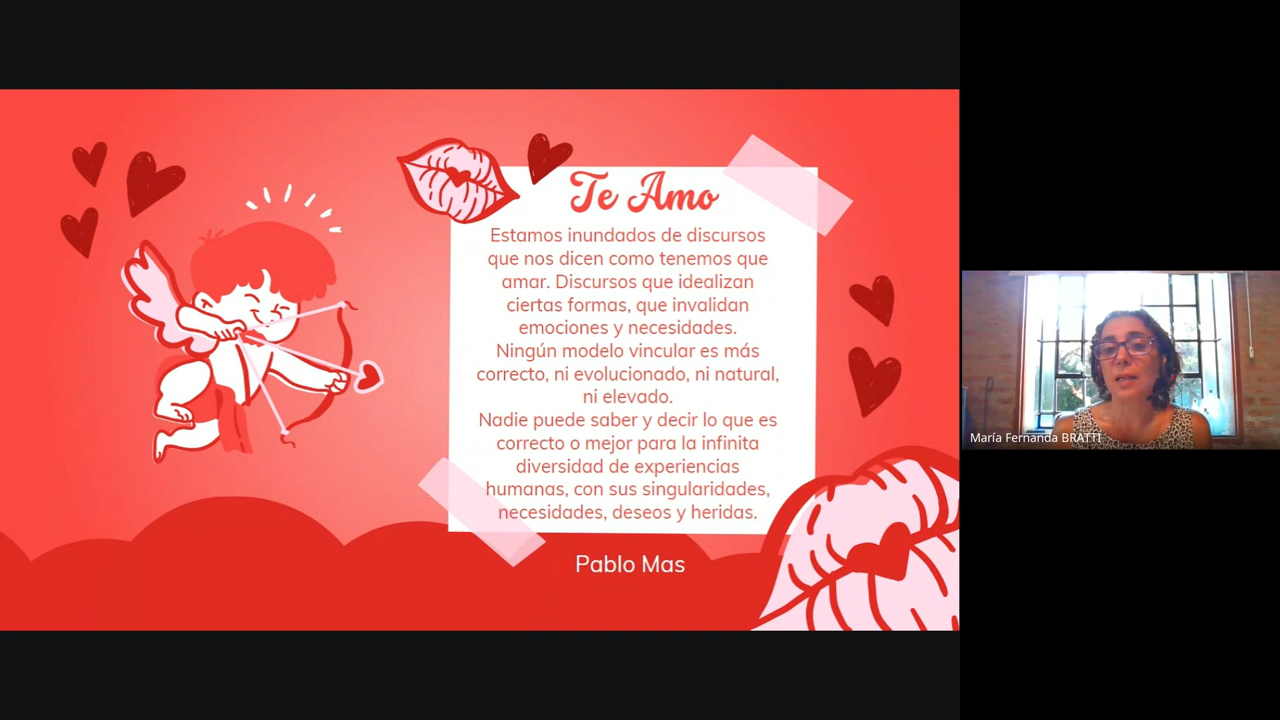 Te Amo
Estamos inundados de discursos
que nos dicen como tenemos que
amar. Discursos que idealizan
ciertas formas, que invalidan
emociones y necesidades.
Ningún modelo vincular es más
correcto, ni evolucionado, ni natural,
ni elevado.
Nadie puede saber y decir lo que es
correcto o mejor para la infinita
diversidad de experiencias
humanas, con sus singularidades,
necesidades, deseos y heridas.
Pablo Mas
María Fernanda BRATTI